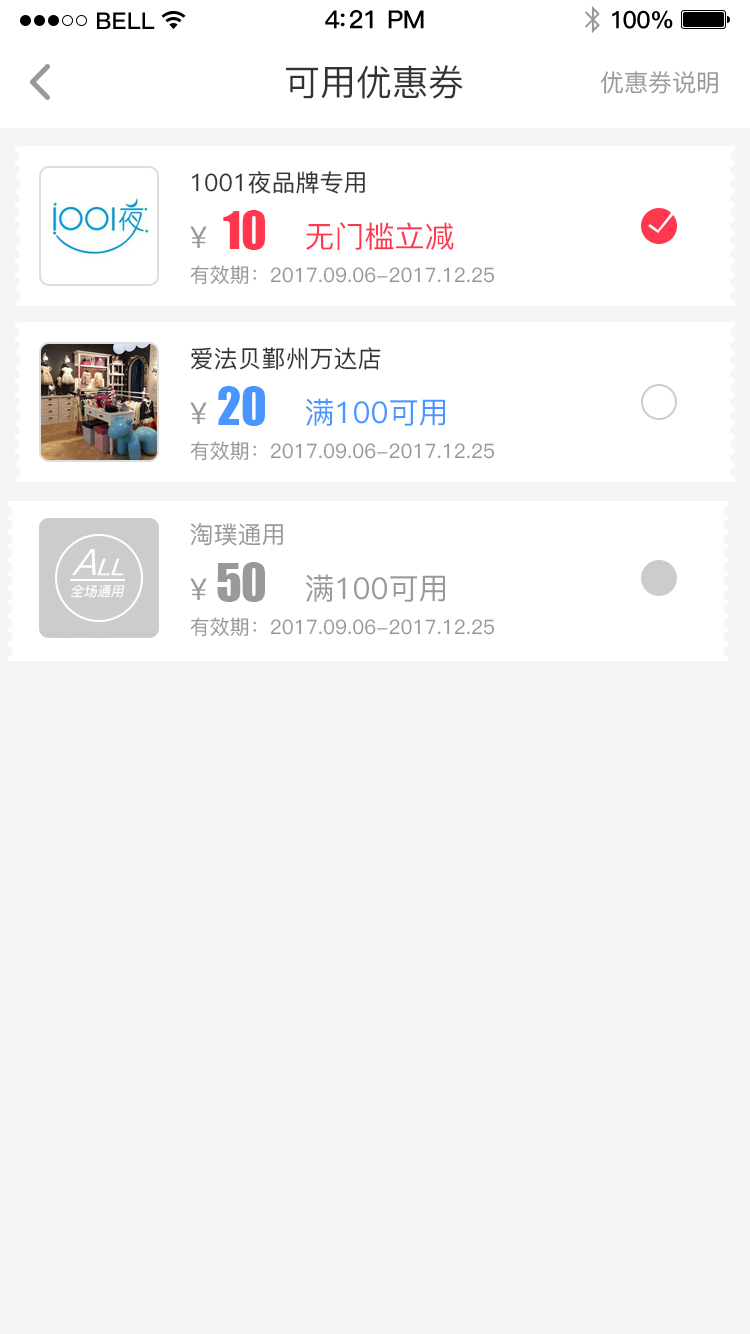 BELL 4:21 PM 100%
可用优惠券 优惠券说明
1001夜
1001夜品牌专用
¥ 10 无门槛立减
有效期：2017.09.06-2017.12.25
爱法贝鄞州万达店
¥ 20 满100可用
有效期：2017.09.06-2017.12.25
ALL
全场通用
淘璞通用
¥ 50 满100可用
有效期：2017.09.06-2017.12.25